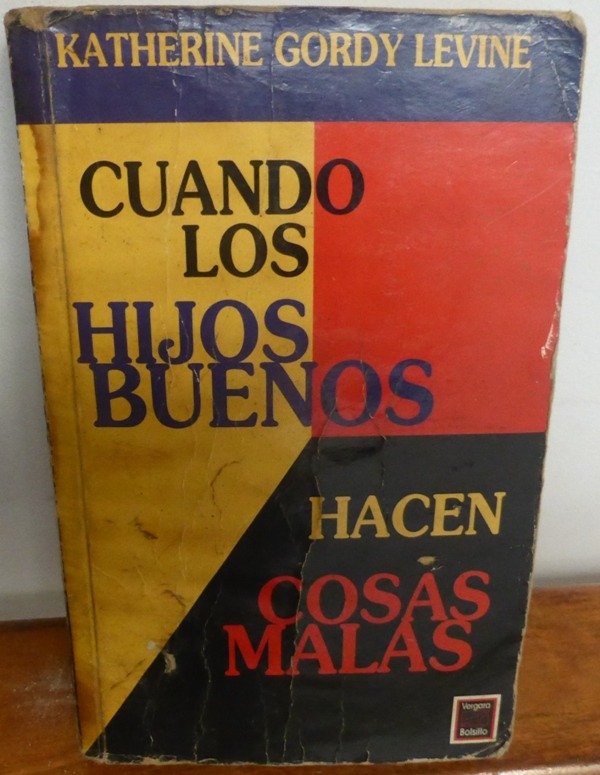 KATHERINE GORDY LEVINE
CUANDO
LOS
HIJOS
BUENOS
HACEN
COSAS
MALAS
Vergara
Bolsillo